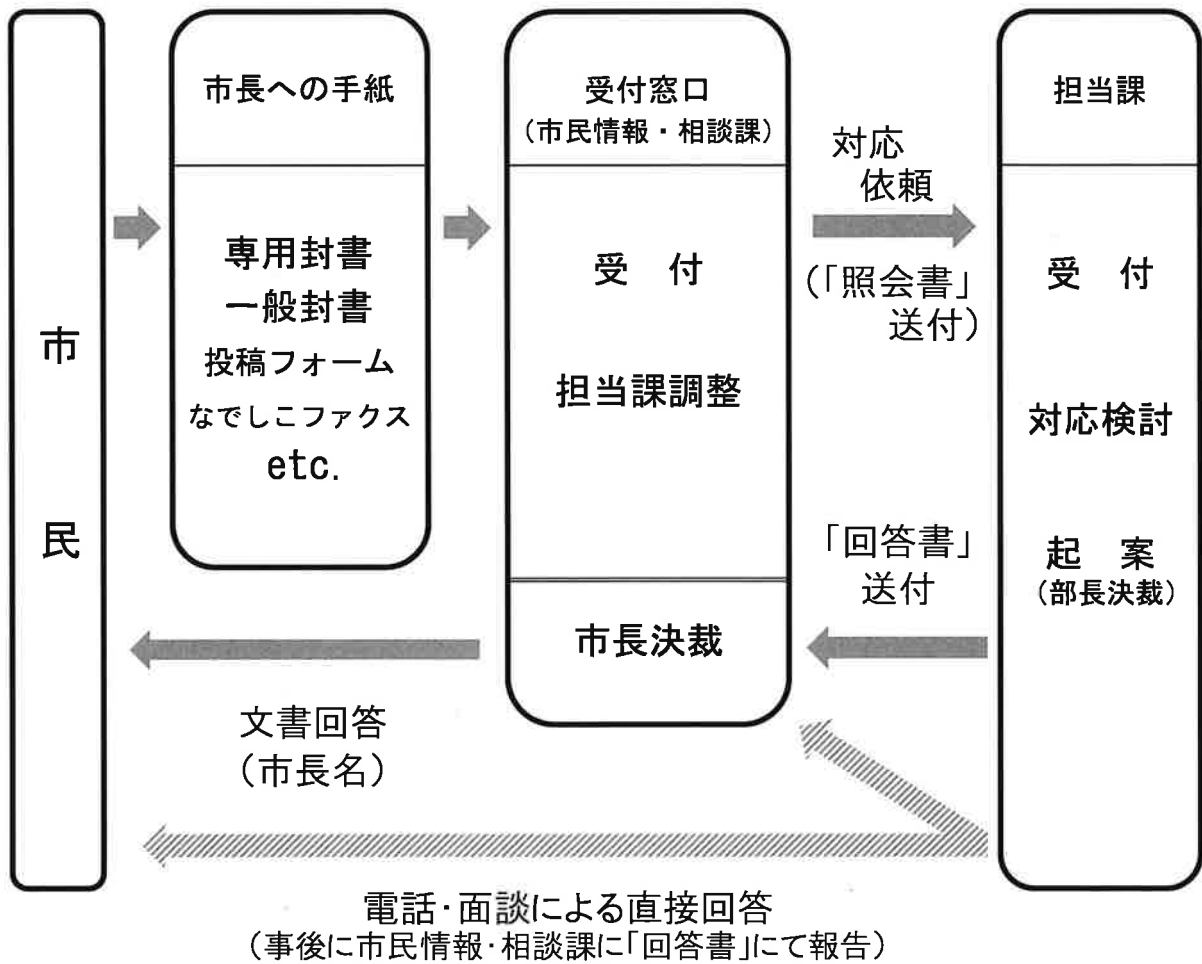 市民
市長への手紙
専用封書
一般封書
投稿フォーム
なでしこファクス
etc.
受付窓口
（市民情報・相談課）
受　付
担当課調整
市長決裁
対応
依頼
（「照会書」
送付）
「回答書」
送付
担当課
受　付
対応検討
起　案
（部長決裁）
文書回答
（市長名）
電話・面談による直接回答
（事後に市民情報・相談課に「回答書」にて報告）